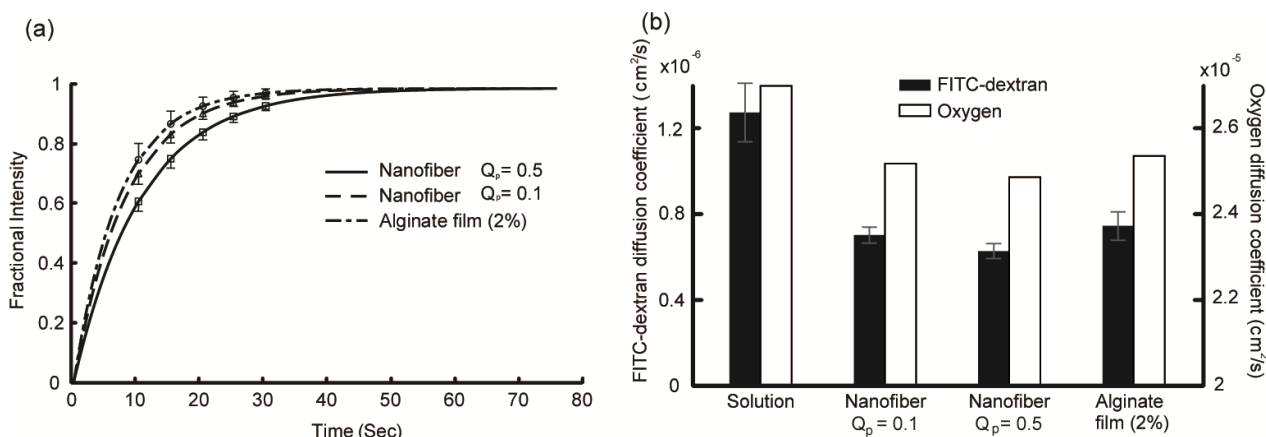 (a)
1
0.8
0.6
0.4
0.2
0
Fractional Intensity
0 10 20 30 40 50 60 70 80
Time (Sec)
Nanofiber Qₚ= 0.5
Nanofiber Qₚ= 0.1
Alginate film (2%)
(b)
x10⁻⁶
1.2
0.8
0.4
0
FITC-dextran diffusion coefficient ( cm²/s)
FITC-dextran
Oxygen
x10⁻⁵
2.6
2.4
2.2
2
Oxygen diffusion
coefficient (cm²/s)
Solution
Nanofiber
Qₚ = 0.1
Nanofiber
Qₚ = 0.5
Alginate
film (2%)